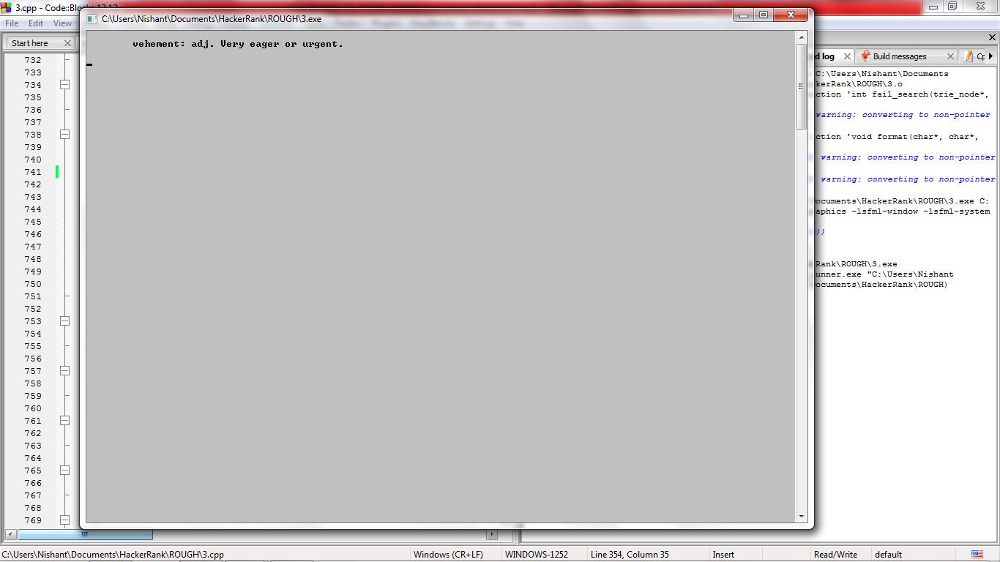 3.cpp - Code::Blocks 13.12
File Edit View
C:\Users\Nishant\Documents\HackerRank\ROUGH\3.exe
vehement: adj. Very eager or urgent.
Start here
732
733
734
735
736
737
738
739
740
741
742
743
744
745
746
747
748
749
750
751
752
753
754
755
756
757
758
759
760
761
762
763
764
765
766
767
768
769
d log
Build messages
Cp
C:\Users\Nishant\Documents
kerRank\ROUGH\3.o
ction 'int fail_search(trie_node*,
warning: converting to non-pointer
ction 'void format(char*, char*,
warning: converting to non-pointer
warning: converting to non-pointer
ocuments\HackerRank\ROUGH\3.exe C:
aphics -lsfml-window -lsfml-system
))
Rank\ROUGH\3.exe
unner.exe "C:\Users\Nishant
ocuments\HackerRank\ROUGH)
C:\Users\Nishant\Documents\HackerRank\ROUGH\3.cpp Windows (CR+LF) WINDOWS-1252 Line 354, Column 35 Insert Read/Write default